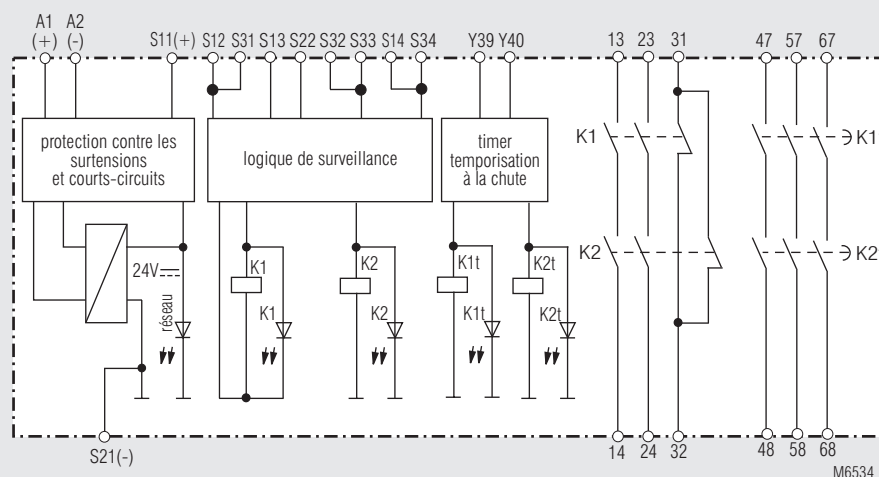 A1 A2
(+) (-) S11(+) S12 S31 S13 S22 S32 S33 S14 S34 Y39 Y40 13 23 31 47 57 67
protection contre les
surtensions
et courts-circuits
logique de surveillance
timer
temporisation
à la chute
K1 K1t
K2 K2t
24V
réseau
K1 K2 K1t K2t
K1 K2 K1t K2t
S21(-) 14 24 32 48 58 68
M6534